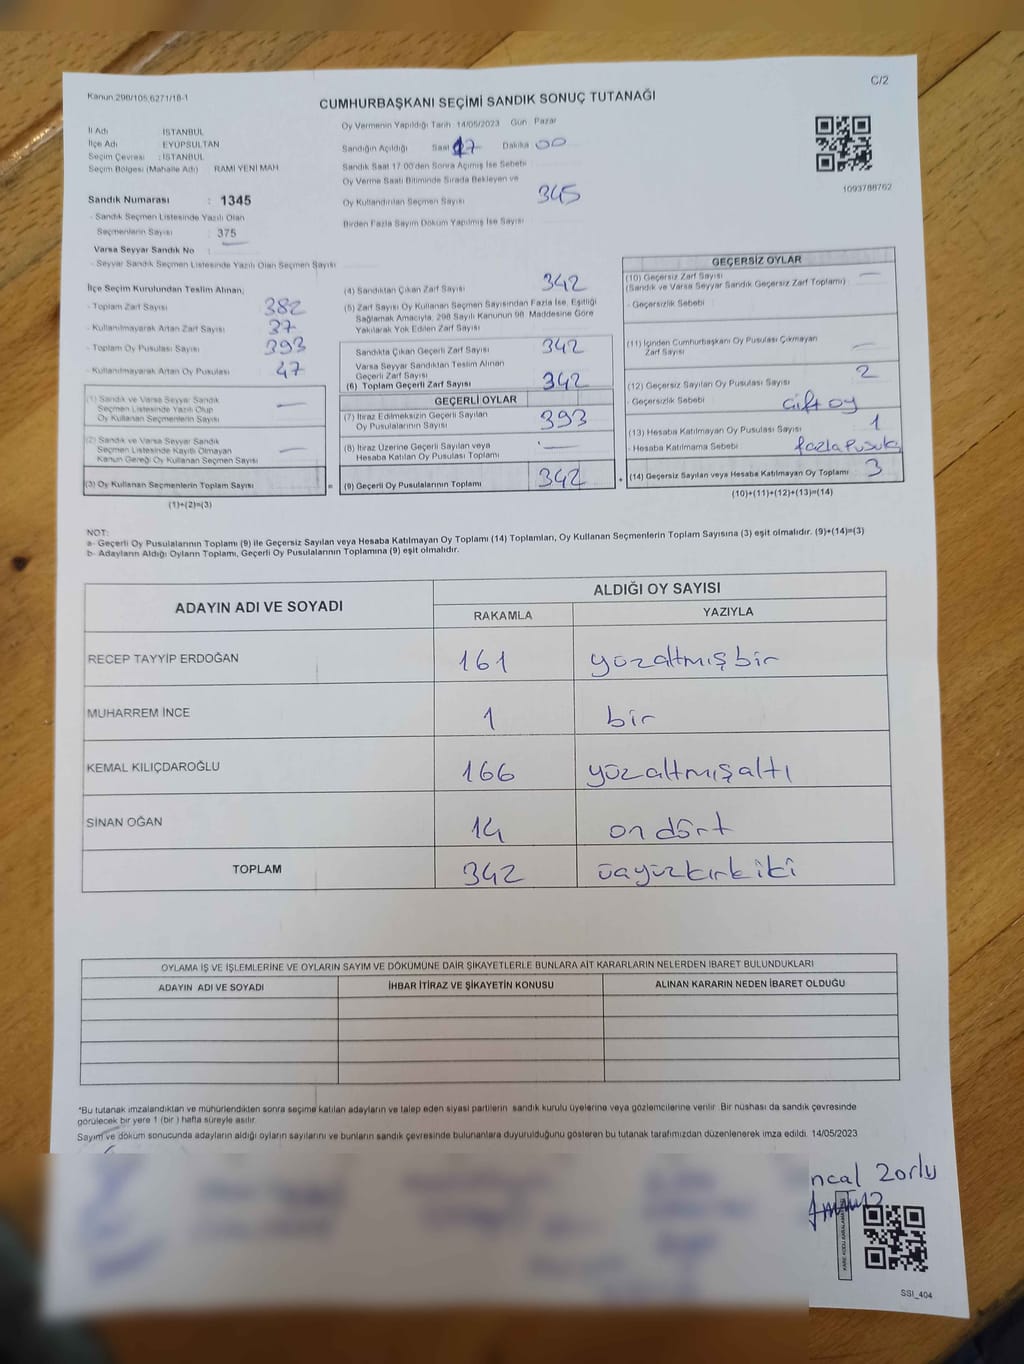 C/2
Kanun:298/105,6271/18-1
CUMHURBAŞKANI SEÇİMİ SANDIK SONUÇ TUTANAĞI
İl Adı : İSTANBUL
İlçe Adı : EYÜPSULTAN
Seçim Çevresi : İSTANBUL
Seçim Bölgesi (Mahalle Adı) RAMİ YENİ MAH.
Oy Vermenin Yapıldığı Tarih 14/05/2023 Gün Pazar
Sandığın Açıldığı Saat 17 Dakika 00
Sandık Saat 17:00'den Sonra Açılmış İse Sebebi
Oy Verme Saati Bitiminde Sırada Bekleyen ve
Oy Kullandırılan Seçmen Sayısı 345
Birden Fazla Sayım Döküm Yapılmış İse Sayısı
1093788762
Sandık Numarası : 1345
- Sandık Seçmen Listesinde Yazılı Olan
Seçmenlerin Sayısı : 375
Varsa Seyyar Sandık No :
- Seyyar Sandık Seçmen Listesinde Yazılı Olan Seçmen Sayısı
İlçe Seçim Kurulundan Teslim Alınan;
- Toplam Zarf Sayısı 382
- Kullanılmayarak Artan Zarf Sayısı 37
- Toplam Oy Pusulası Sayısı 393
- Kullanılmayarak Artan Oy Pusulası 47
(1) Sandık ve Varsa Seyyar Sandık
Seçmen Listesinde Yazılı Olup
Oy Kullanan Seçmenlerin Sayısı —
(2) Sandık ve Varsa Seyyar Sandık
Seçmen Listesinde Kayıtlı Olmayan
Kanun Gereği Oy Kullanan Seçmen Sayısı —
(3) Oy Kullanan Seçmenlerin Toplam Sayısı =
(1)+(2)=(3)
(4) Sandıktan Çıkan Zarf Sayısı 342
(5) Zarf Sayısı Oy Kullanan Seçmen Sayısından Fazla İse, Eşitliği
Sağlamak Amacıyla, 298 Sayılı Kanunun 98. Maddesine Göre
Yakılarak Yok Edilen Zarf Sayısı
Sandıkta Çıkan Geçerli Zarf Sayısı 342
Varsa Seyyar Sandıktan Teslim Alınan
Geçerli Zarf Sayısı
(6) Toplam Geçerli Zarf Sayısı 342
GEÇERLİ OYLAR
(7) İtiraz Edilmeksizin Geçerli Sayılan
Oy Pusulalarının Sayısı 393
(8) İtiraz Üzerine Geçerli Sayılan veya
Hesaba Katılan Oy Pusulası Toplamı —
(9) Geçerli Oy Pusulalarının Toplamı 342 +
GEÇERSİZ OYLAR
(10) Geçersiz Zarf Sayısı —
(Sandık ve Varsa Seyyar Sandık Geçersiz Zarf Toplamı)
- Geçersizlik Sebebi
(11) İçinden Cumhurbaşkanı Oy Pusulası Çıkmayan
Zarf Sayısı —
(12) Geçersiz Sayılan Oy Pusulası Sayısı 2
- Geçersizlik Sebebi çift oy
(13) Hesaba Katılmayan Oy Pusulası Sayısı 1
- Hesaba Katılmama Sebebi
(14) Geçersiz Sayılan veya Hesaba Katılmayan Oy Toplamı 3
(10)+(11)+(12)+(13)=(14)
NOT:
a- Geçerli Oy Pusulalarının Toplamı (9) ile Geçersiz Sayılan veya Hesaba Katılmayan Oy Toplamı (14) Toplamları, Oy Kullanan Seçmenlerin Toplam Sayısına (3) eşit olmalıdır. (9)+(14)=(3)
b- Adayların Aldığı Oyların Toplamı, Geçerli Oy Pusulalarının Toplamına (9) eşit olmalıdır.
ADAYIN ADI VE SOYADI
ALDIĞI OY SAYISI
RAKAMLA YAZIYLA
RECEP TAYYİP ERDOĞAN 161 yüzaltmışbir
MUHARREM İNCE 1 bir
KEMAL KILIÇDAROĞLU 166 yüzaltmışaltı
SİNAN OĞAN 14 on dört
TOPLAM 342 üçyüzkırkiki
OYLAMA İŞ VE İŞLEMLERİNE VE OYLARIN SAYIM VE DÖKÜMÜNE DAİR ŞİKAYETLERLE BUNLARA AİT KARARLARIN NELERDEN İBARET BULUNDUKLARI
ADAYIN ADI VE SOYADI İHBAR İTİRAZ VE ŞİKAYETİN KONUSU ALINAN KARARIN NEDEN İBARET OLDUĞU
*Bu tutanak imzalandıktan ve mühürlendikten sonra seçime katılan adayların ve talep eden siyasi partilerin sandık kurulu üyelerine veya gözlemcilerine verilir. Bir nüshası da sandık çevresinde
görülecek bir yere 1 (bir) hafta süreyle asılır.
Sayım ve döküm sonucunda adayların aldığı oyların sayılarını ve bunların sandık çevresinde bulunanlara duyurulduğunu gösteren bu tutanak tarafımızdan düzenlenerek imza edildi. 14/05/2023
ncal Zorlu
SSI_404